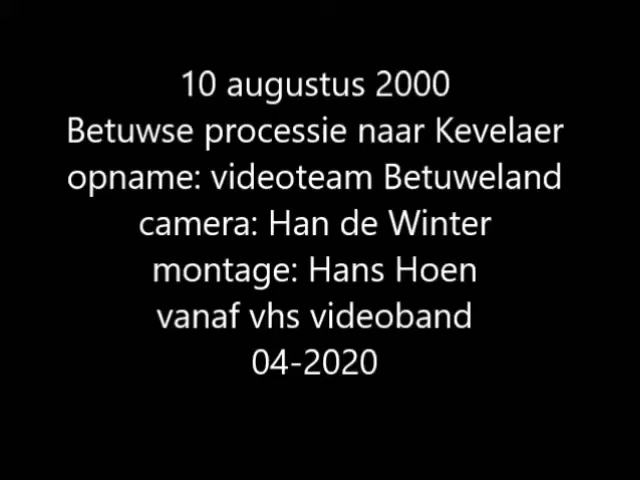 10 augustus 2000
Betuwse processie naar Kevelaer
opname: videoteam Betuweland
camera: Han de Winter
montage: Hans Hoen
vanaf vhs videoband
04-2020